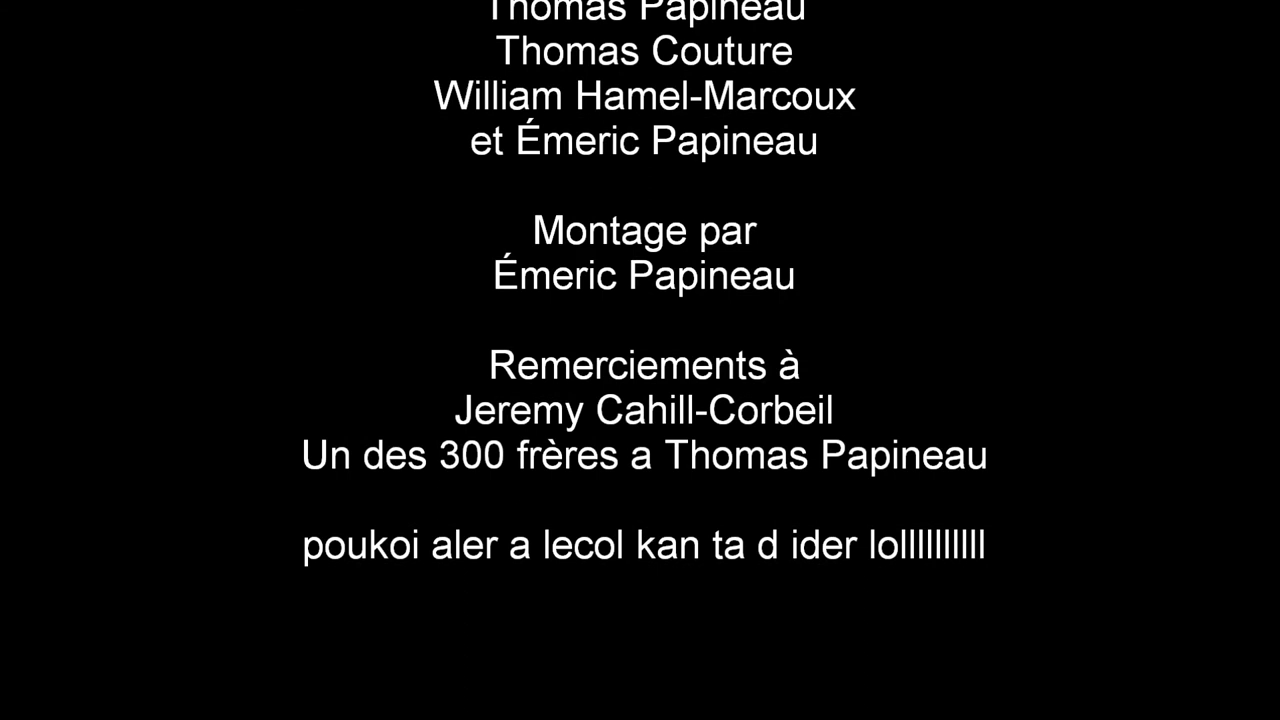 Thomas Papineau
Thomas Couture
William Hamel-Marcoux
et Émeric Papineau
Montage par
Émeric Papineau
Remerciements à
Jeremy Cahill-Corbeil
Un des 300 frères a Thomas Papineau
poukoi aler a lecol kan ta d ider lollllllllll